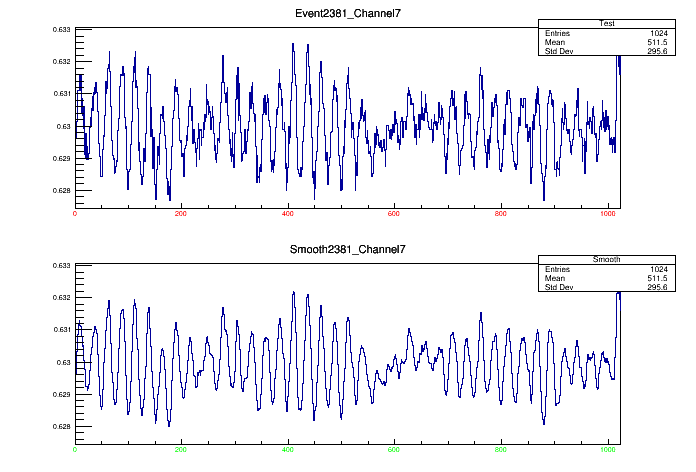 Event2381_Channel7
Test
Entries 1024
Mean 511.5
Std Dev 295.6
0.633
0.632
0.631
0.63
0.629
0.628
0 200 400 600 800 1000
Smooth2381_Channel7
Smooth
Entries 1024
Mean 511.5
Std Dev 295.6
0.633
0.632
0.631
0.63
0.629
0.628
0 200 400 600 800 1000